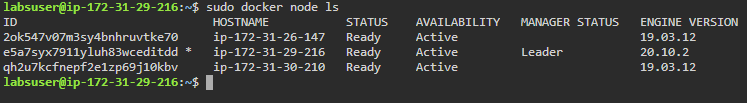 labsuser@ip-172-31-29-216:~$ sudo docker node ls
ID HOSTNAME STATUS AVAILABILITY MANAGER STATUS ENGINE VERSION
2ok547v07m3sy4bnhruvtke70 ip-172-31-26-147 Ready Active 19.03.12
e5a7syx7911yluh83wceditdd * ip-172-31-29-216 Ready Active Leader 20.10.2
qh2u7kcfnepf2e1zp69j10kbv ip-172-31-30-210 Ready Active 19.03.12
labsuser@ip-172-31-29-216:~$